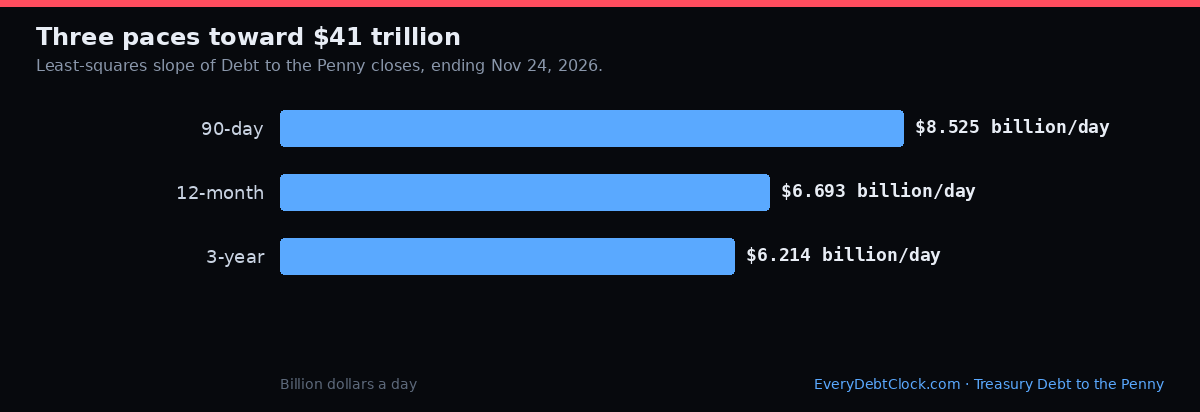 Three paces toward $41 trillion
Least-squares slope of Debt to the Penny closes, ending Nov 24, 2026.
90-day
$8.525 billion/day
12-month
$6.693 billion/day
3-year
$6.214 billion/day
Billion dollars a day
EveryDebtClock.com · Treasury Debt to the Penny